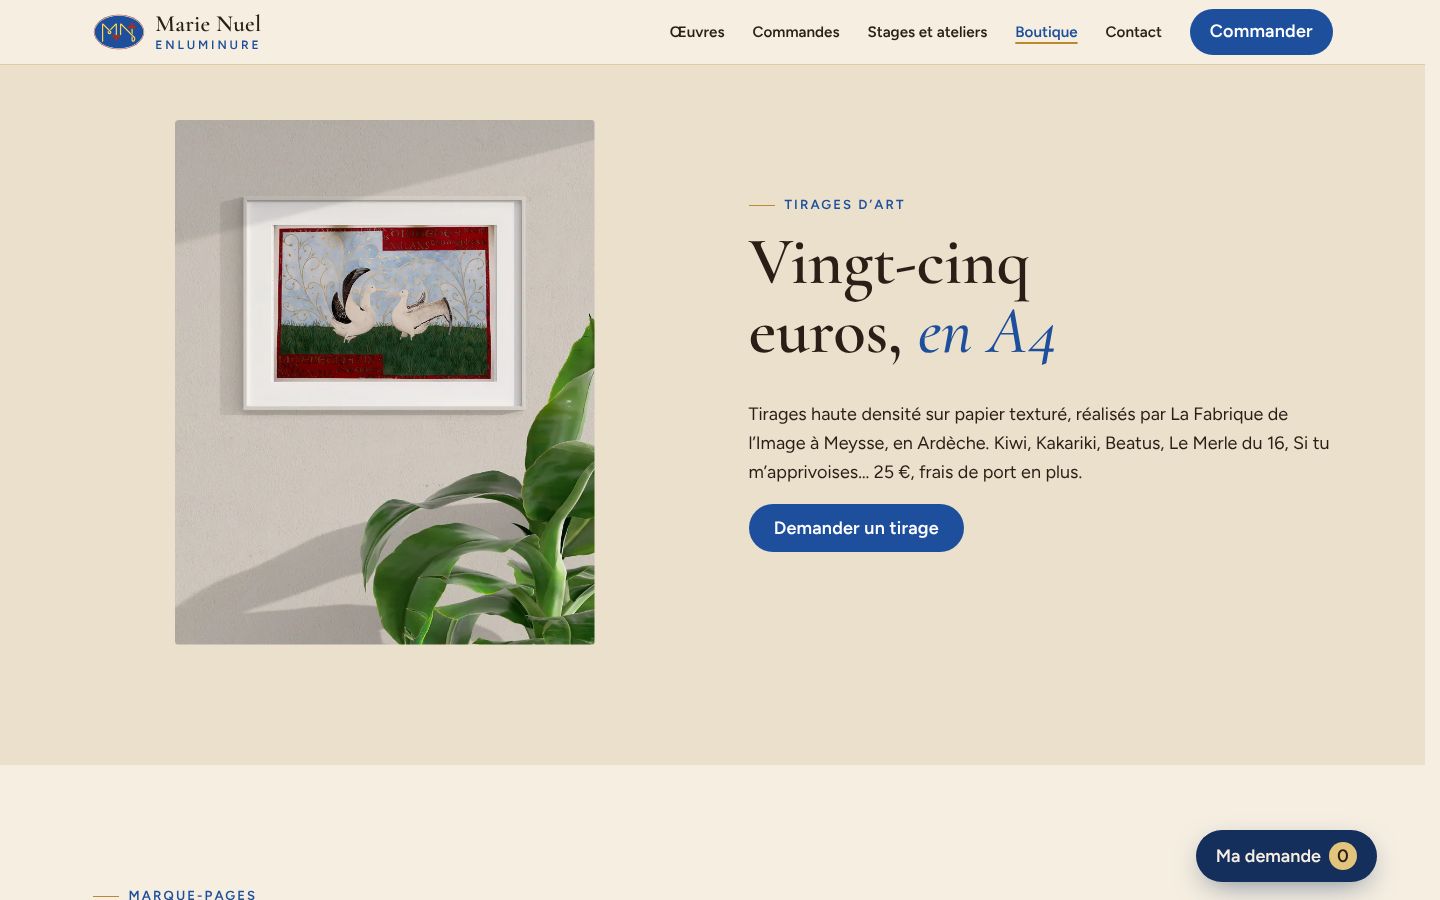 MN
Marie Nuel
ENLUMINURE
Œuvres
Commandes
Stages et ateliers
Boutique
Contact
Commander
TIRAGES D’ART
Vingt-cinq
euros, en A4
Tirages haute densité sur papier texturé, réalisés par La Fabrique de
l’Image à Meysse, en Ardèche. Kiwi, Kakariki, Beatus, Le Merle du 16, Si tu
m’apprivoises... 25 €, frais de port en plus.
Demander un tirage
Ma demande 0
MARQUE-PAGES